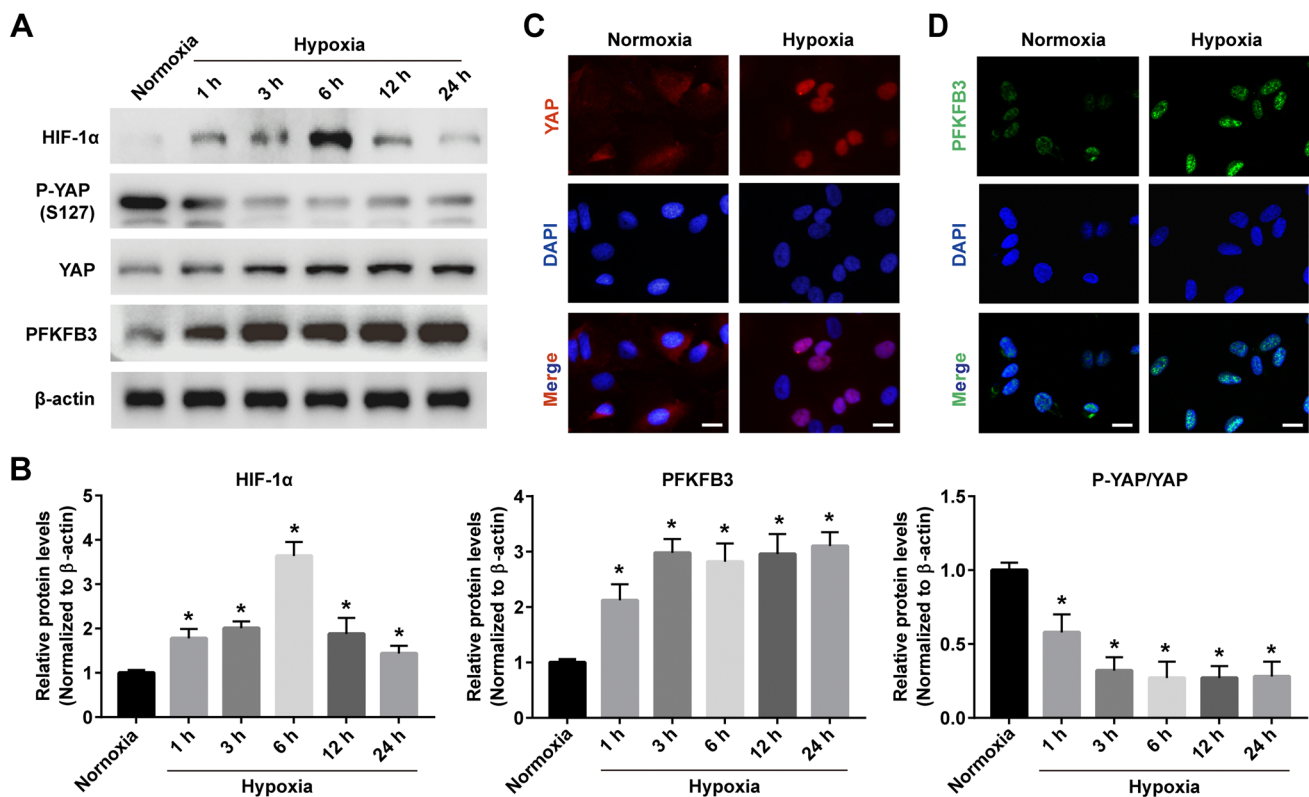 A
Hypoxia
Normoxia
1 h
3 h
6 h
12 h
24 h
HIF-1α
P-YAP
(S127)
YAP
PFKFB3
β-actin
C
Normoxia
Hypoxia
YAP
DAPI
Merge
D
Normoxia
Hypoxia
PFKFB3
DAPI
Merge
B
HIF-1α
Relative protein levels
(Normalized to β-actin)
5
4
3
2
1
0
*
*
*
*
*
Normoxia
1 h
3 h
6 h
12 h
24 h
Hypoxia
PFKFB3
Relative protein levels
(Normalized to β-actin)
4
3
2
1
0
*
*
*
*
*
Normoxia
1 h
3 h
6 h
12 h
24 h
Hypoxia
P-YAP/YAP
Relative protein levels
(Normalized to β-actin)
1.5
1.0
0.5
0.0
*
*
*
*
*
Normoxia
1 h
3 h
6 h
12 h
24 h
Hypoxia